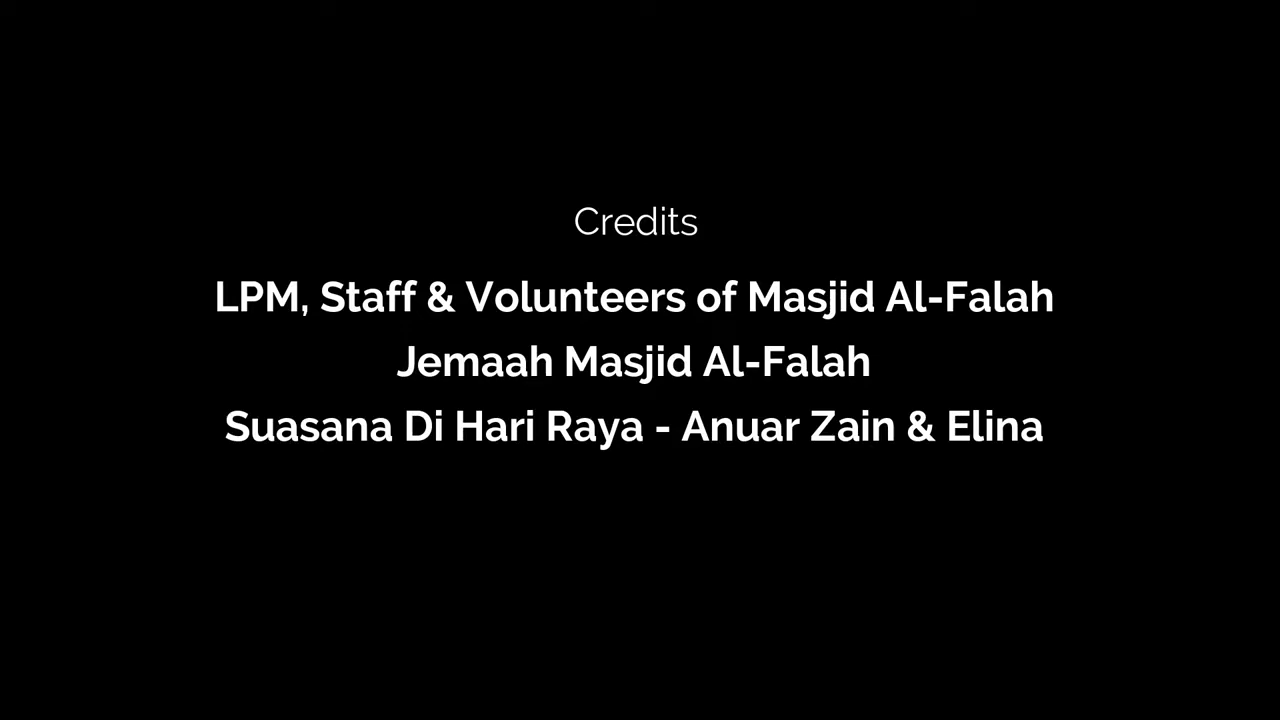 Credits
LPM, Staff & Volunteers of Masjid Al-Falah
Jemaah Masjid Al-Falah
Suasana Di Hari Raya - Anuar Zain & Elina